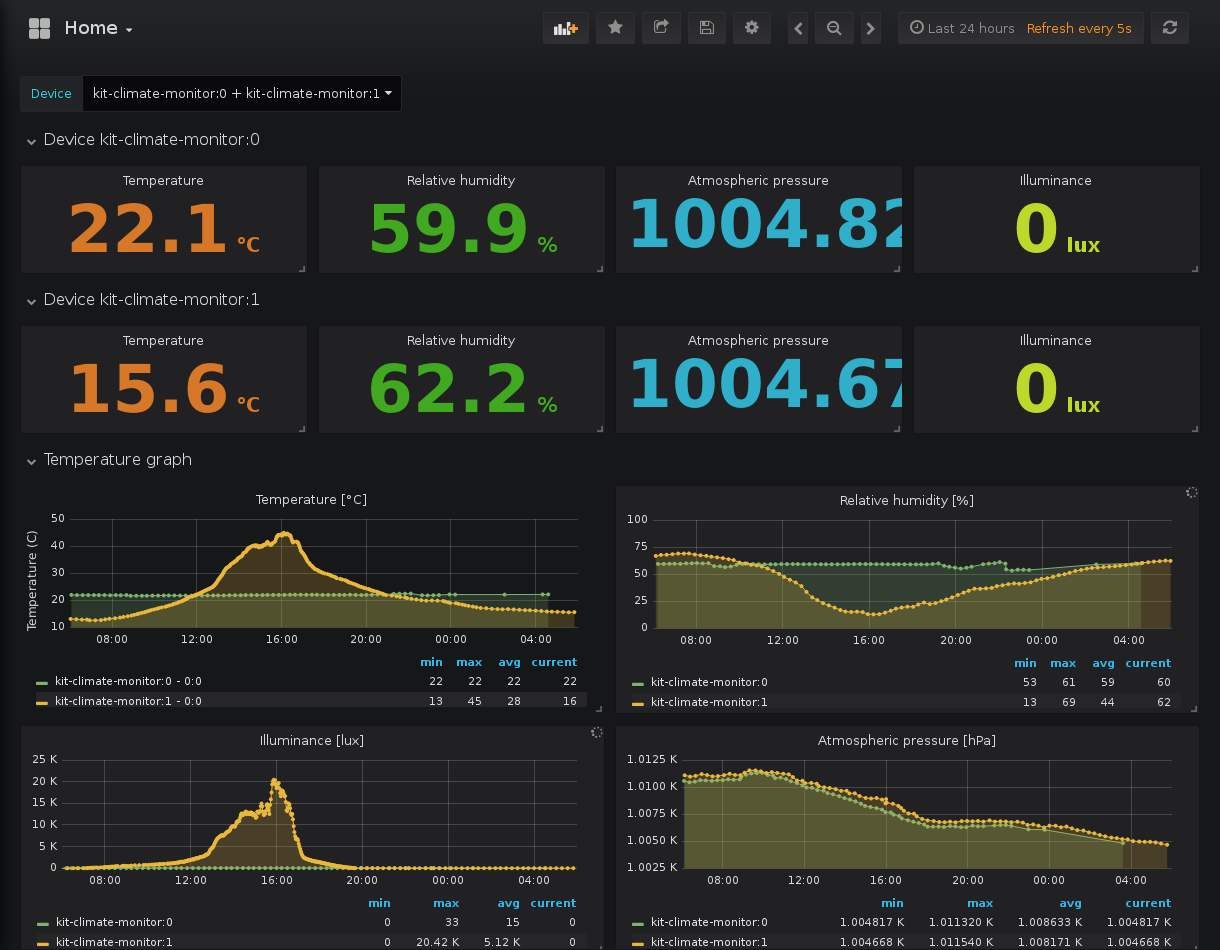 Home
Last 24 hours Refresh every 5s
Device kit-climate-monitor:0 + kit-climate-monitor:1
Device kit-climate-monitor:0
Temperature Relative humidity Atmospheric pressure Illuminance
22.1 °C 59.9 % 1004.82 0 lux
Device kit-climate-monitor:1
Temperature Relative humidity Atmospheric pressure Illuminance
15.6 °C 62.2 % 1004.67 0 lux
Temperature graph
Temperature [°C]
Temperature (C)
50
40
30
20
10
08:00 12:00 16:00 20:00 00:00 04:00
min max avg current
kit-climate-monitor:0 - 0:0 22 22 22 22
kit-climate-monitor:1 - 0:0 13 45 28 16
Relative humidity [%]
100
75
50
25
0
08:00 12:00 16:00 20:00 00:00 04:00
min max avg current
kit-climate-monitor:0 53 61 59 60
kit-climate-monitor:1 13 69 44 62
Illuminance [lux]
25 K
20 K
15 K
10 K
5 K
0
08:00 12:00 16:00 20:00 00:00 04:00
min max avg current
kit-climate-monitor:0 0 33 15 0
kit-climate-monitor:1 0 20.42 K 5.12 K 0
Atmospheric pressure [hPa]
1.0125 K
1.0100 K
1.0075 K
1.0050 K
1.0025 K
08:00 12:00 16:00 20:00 00:00 04:00
min max avg current
kit-climate-monitor:0 1.004817 K 1.011320 K 1.008633 K 1.004817 K
kit-climate-monitor:1 1.004668 K 1.011540 K 1.008171 K 1.004668 K